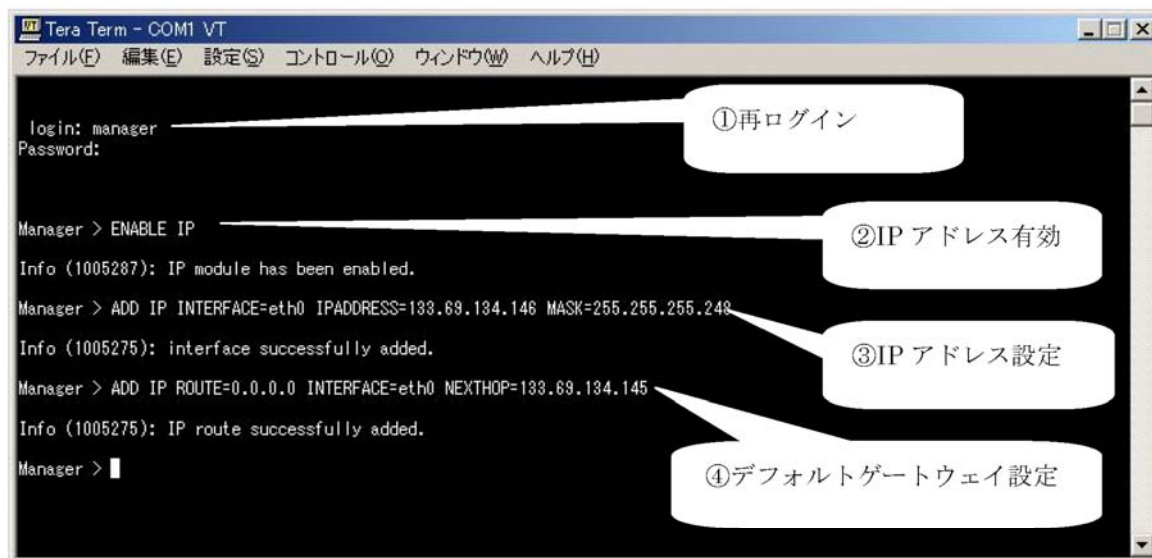 Tera Term - COM1 VT
ファイル(F) 編集(E) 設定(S) コントロール(O) ウィンドウ(W) ヘルプ(H)
login: manager
①再ログイン
Password:
Manager > ENABLE IP
②IP アドレス有効
Info (1005287): IP module has been enabled.
Manager > ADD IP INTERFACE=eth0 IPADDRESS=133.69.134.146 MASK=255.255.255.248
Info (1005275): interface successfully added.
③IP アドレス設定
Manager > ADD IP ROUTE=0.0.0.0 INTERFACE=eth0 NEXTHOP=133.69.134.145
Info (1005275): IP route successfully added.
Manager >
④デフォルトゲートウェイ設定